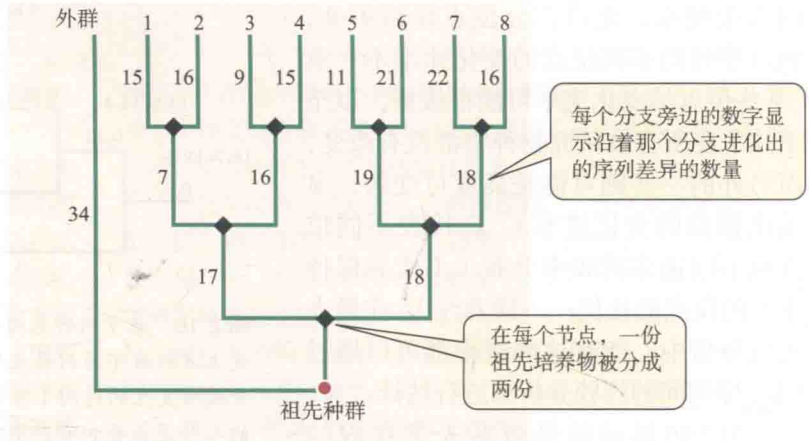 外群 1 2 3 4 5 6 7 8
15 16 9 15 11 21 22 16
每个分支旁边的数字显
示沿着那个分支进化出
的序列差异的数量
7 16 19 18
34
17 18
在每个节点，一份
祖先培养物被分成
两份
祖先种群